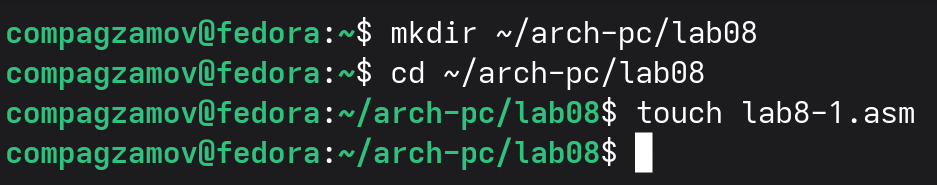 compagzamov@fedora:~$ mkdir ~/arch-pc/lab08
compagzamov@fedora:~$ cd ~/arch-pc/lab08
compagzamov@fedora:~/arch-pc/lab08$ touch lab8-1.asm
compagzamov@fedora:~/arch-pc/lab08$